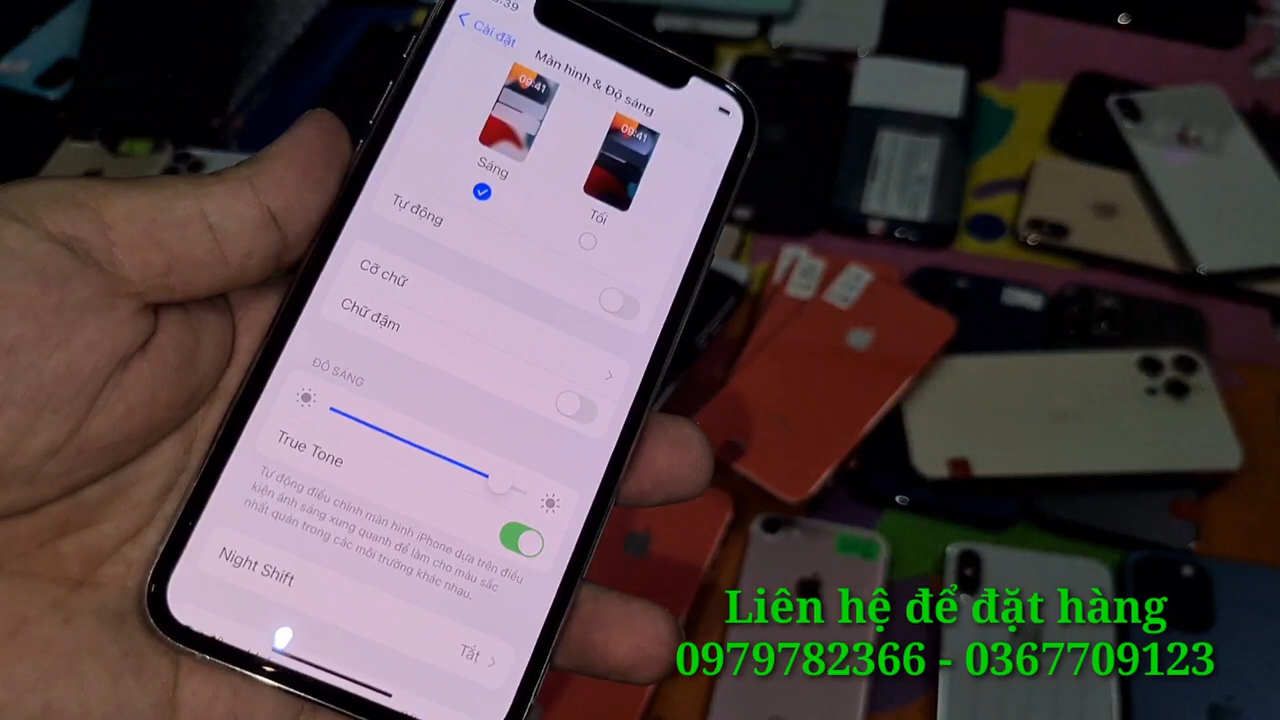 :39
Cài đặt
Màn hình & Độ sáng
09:41
09:41
Sáng
Tối
Tự động
Cỡ chữ
Chữ đậm
ĐỘ SÁNG
True Tone
Tự động điều chỉnh màn hình iPhone dựa trên điều
kiện ánh sáng xung quanh để làm cho màu sắc
nhất quán trong các môi trường khác nhau.
Night Shift
Tắt
Liên hệ để đặt hàng
0979782366 - 0367709123